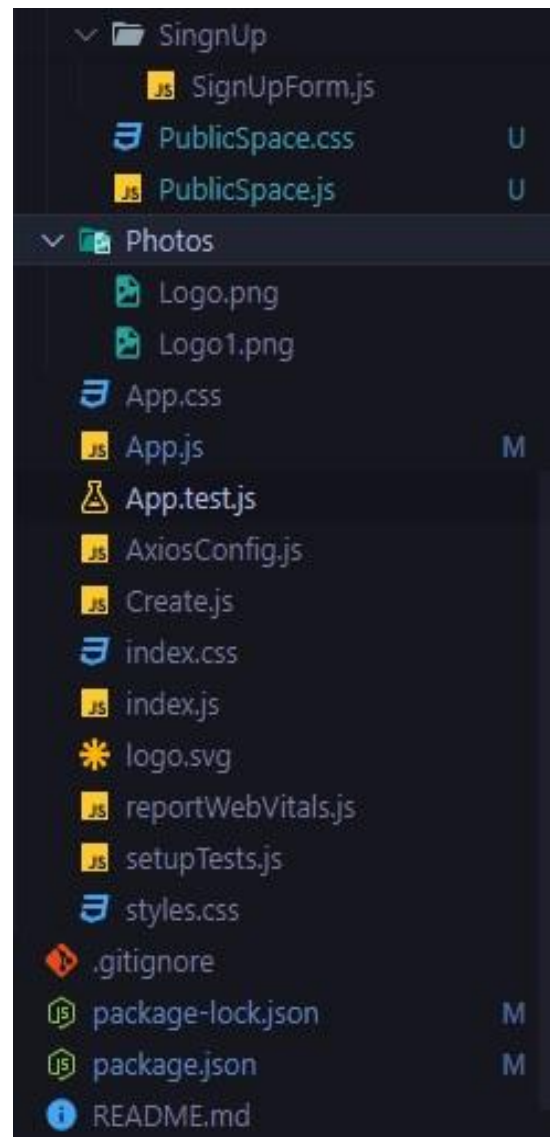 SingnUp
SignUpForm.js
PublicSpace.css U
PublicSpace.js U
Photos
Logo.png
Logo1.png
App.css
App.js M
App.test.js
AxiosConfig.js
Create.js
index.css
index.js
logo.svg
reportWebVitals.js
setupTests.js
styles.css
.gitignore
package-lock.json M
package.json M
README.md